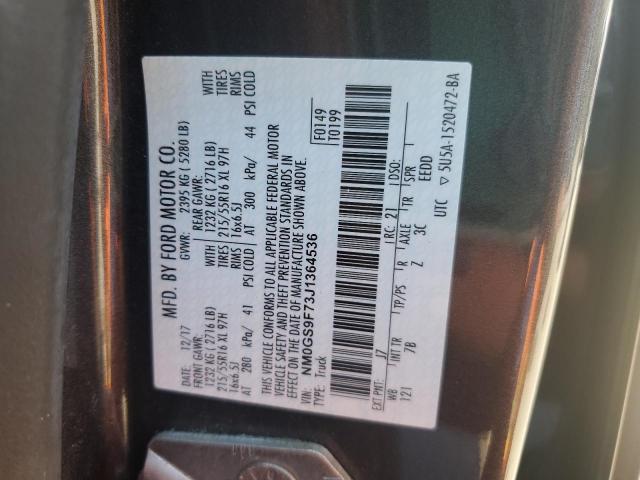 MFD. BY FORD MOTOR CO.
DATE: 12/17 GVWR: 2395 KG ( 5280 LB)
FRONT GAWR: REAR GAWR: WITH
1232 KG ( 2716 LB) 1232 KG ( 2716 LB) TIRES
215/55R16 XL 97H TIRES 215/55R16 XL 97H RIMS
16x6.5J RIMS 16x6.5J
AT 280 kPa/ 41 PSI COLD AT 300 kPa/ 44 PSI COLD
THIS VEHICLE CONFORMS TO ALL APPLICABLE FEDERAL MOTOR
VEHICLE SAFETY AND THEFT PREVENTION STANDARDS IN
EFFECT ON THE DATE OF MANUFACTURE SHOWN ABOVE.
VIN: NM0GS9F73J1364536
TYPE: Truck
F0149
T0199
EXT PNT: J7 RC: 21 DSO:
WB INT TR TP/PS R AXLE TR SPR
121 7B Z 3C EEDD I
UTC ▽ 5U5A-1520472-BA